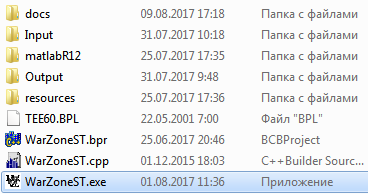 docs 09.08.2017 17:18 Папка с файлами
Input 31.07.2017 10:18 Папка с файлами
matlabR12 25.07.2017 17:35 Папка с файлами
Output 31.07.2017 9:48 Папка с файлами
resources 25.07.2017 17:36 Папка с файлами
TEE60.BPL 22.05.2001 7:00 Файл "BPL"
WarZoneST.bpr 25.06.2017 20:46 BCBProject
WarZoneST.cpp 01.12.2015 18:03 C++Builder Sourc...
WarZoneST.exe 01.08.2017 11:36 Приложение